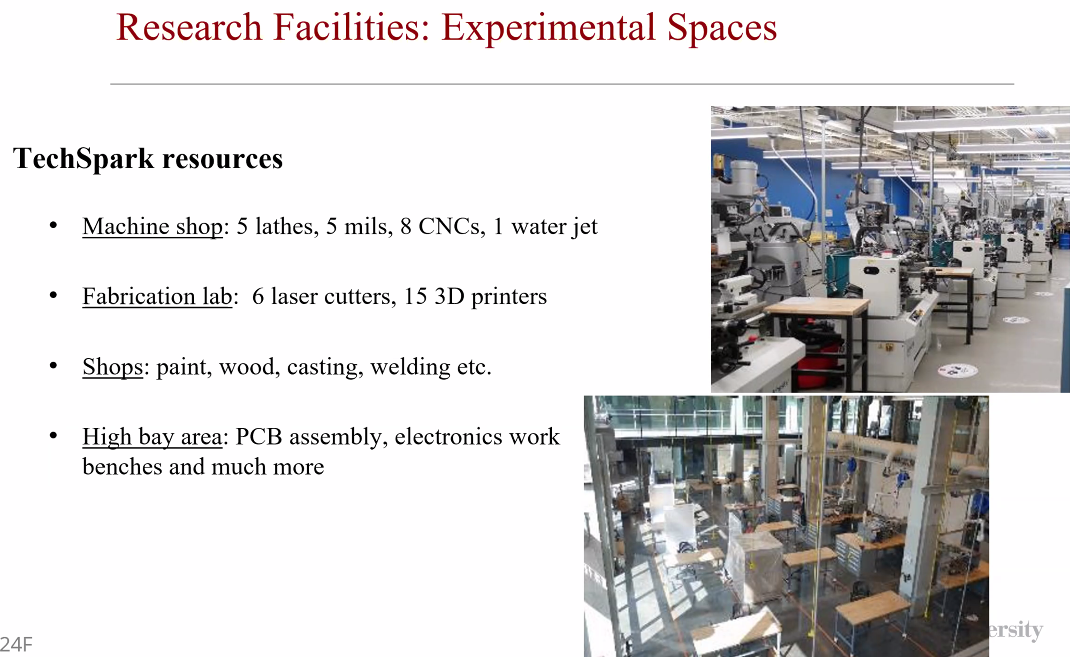 Research Facilities: Experimental Spaces
TechSpark resources
• Machine shop: 5 lathes, 5 mils, 8 CNCs, 1 water jet
• Fabrication lab:  6 laser cutters, 15 3D printers
• Shops: paint, wood, casting, welding etc.
• High bay area: PCB assembly, electronics work
benches and much more
24F
ersity